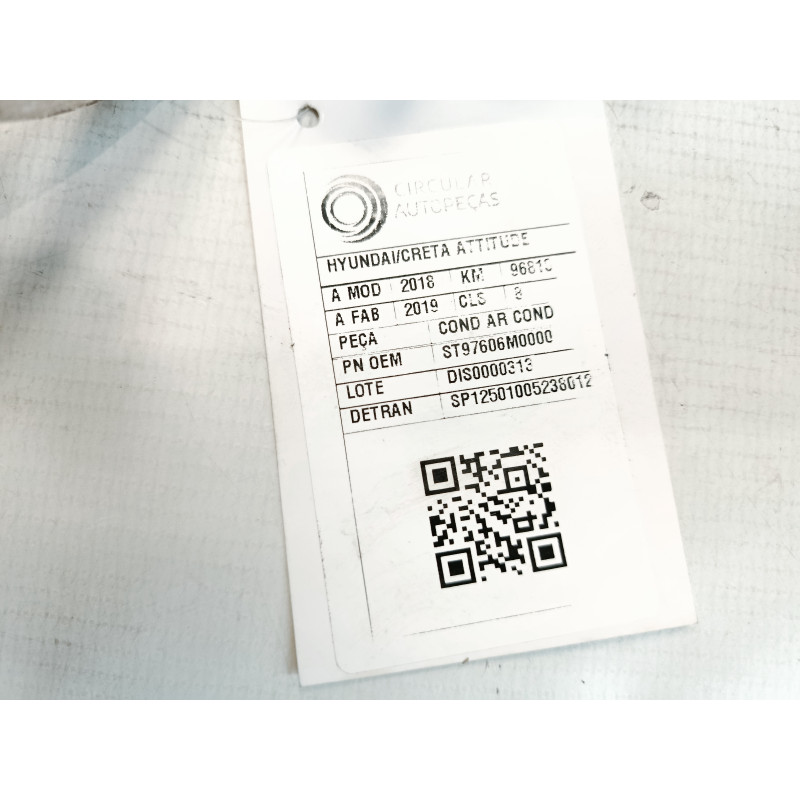 CIRCULAR
AUTOPEÇAS
HYUNDAI/CRETA ATTITUDE
A MOD 2018 KM
A FAB 2019 CLS
PEÇA COND AR COND
PN OEM ST97606M0000
LOTE DIS0000313
DETRAN SP12501005238612